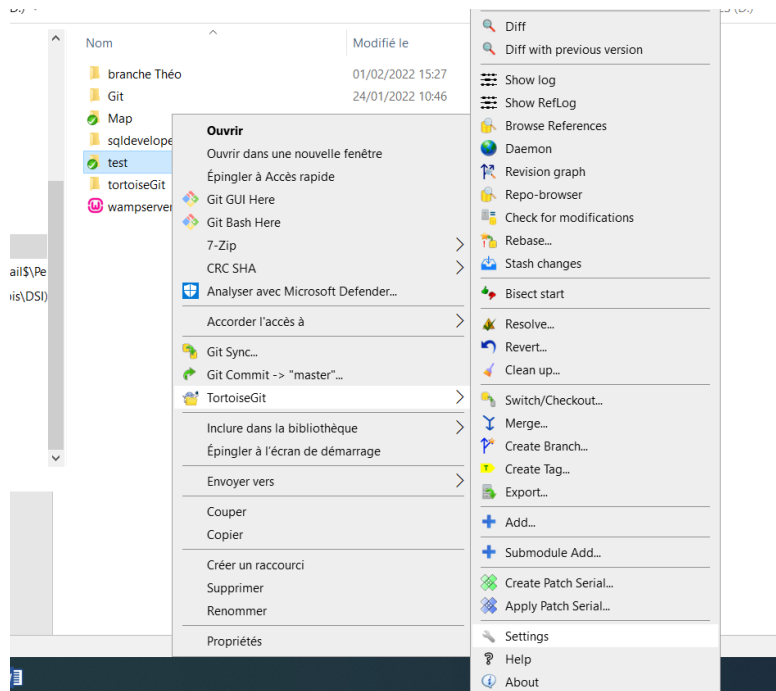 Nom
Modifié le
branche Théo
01/02/2022 15:27
Git
24/01/2022 10:46
Map
sqldevelope
test
tortoiseGit
wampserver
ail$\Pe
is\DSI)
Ouvrir
Ouvrir dans une nouvelle fenêtre
Épingler à Accès rapide
Git GUI Here
Git Bash Here
7-Zip
CRC SHA
Analyser avec Microsoft Defender...
Accorder l'accès à
Git Sync...
Git Commit -> "master"...
TortoiseGit
Inclure dans la bibliothèque
Épingler à l'écran de démarrage
Envoyer vers
Couper
Copier
Créer un raccourci
Supprimer
Renommer
Propriétés
Diff
Diff with previous version
Show log
Show RefLog
Browse References
Daemon
Revision graph
Repo-browser
Check for modifications
Rebase...
Stash changes
Bisect start
Resolve...
Revert...
Clean up...
Switch/Checkout...
Merge...
Create Branch...
Create Tag...
Export...
Add...
Submodule Add...
Create Patch Serial...
Apply Patch Serial...
Settings
Help
About